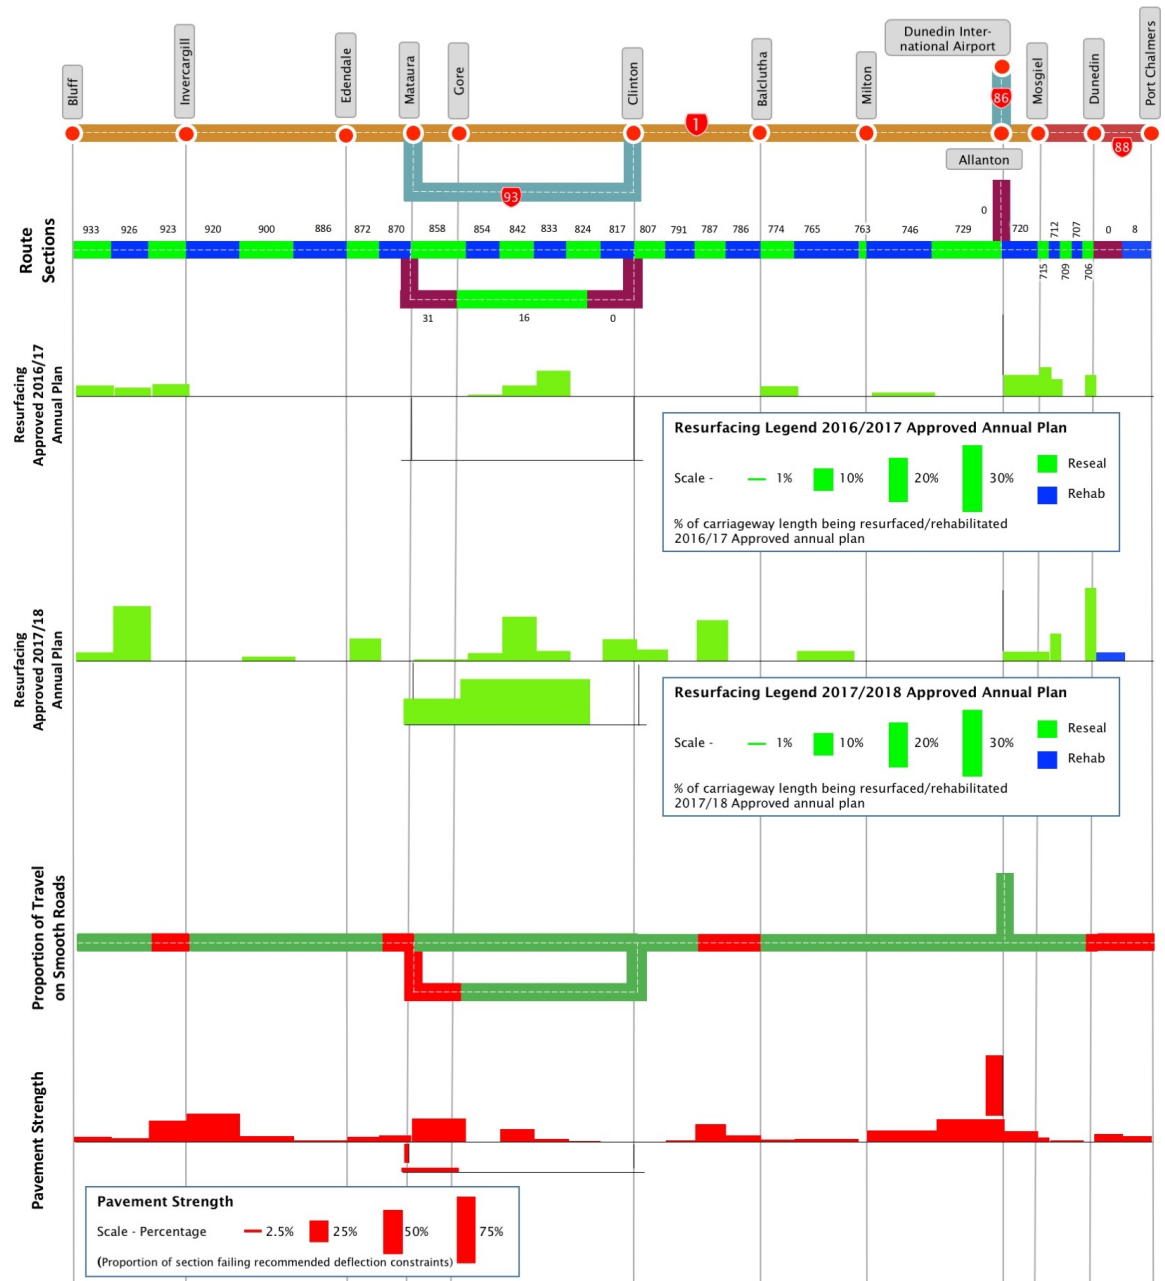 Bluff
Invercargill
Edendale
Mataura
Gore
Clinton
Balclutha
Milton
Dunedin Inter-
national Airport
Mosgiel
Dunedin
Port Chalmers
86
1
88
93
Allanton
Route
Sections
933 926 923 920 900 886 872 870 858 854 842 833 824 817 807 791 787 786 774 765 763 746 729 0 720 712 707 0 8
715 709 706
31 16 0
Resurfacing
Approved 2016/17
Annual Plan
Resurfacing Legend 2016/2017 Approved Annual Plan
Scale - 1% 10% 20% 30% Reseal
Rehab
% of carriageway length being resurfaced/rehabilitated
2016/17 Approved annual plan
Resurfacing
Approved 2017/18
Annual Plan
Resurfacing Legend 2017/2018 Approved Annual Plan
Scale - 1% 10% 20% 30% Reseal
Rehab
% of carriageway length being resurfaced/rehabilitated
2017/18 Approved annual plan
Proportion of Travel
on Smooth Roads
Pavement Strength
Pavement Strength
Scale - Percentage 2.5% 25% 50% 75%
(Proportion of section failing recommended deflection constraints)